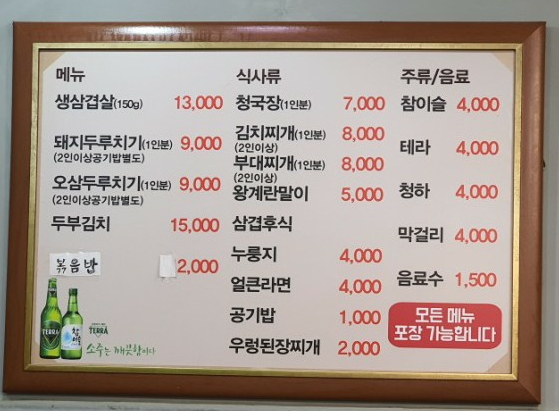 메뉴
생삼겹살(150g) 13,000
돼지두루치기(1인분) 9,000
(2인이상공기밥별도)
오삼두루치기(1인분) 9,000
(2인이상공기밥별도)
두부김치 15,000
볶음밥 2,000
TERRA
참이슬
TERRA
소주는 깨끗함이다
식사류
청국장(1인분) 7,000
김치찌개(1인분) 8,000
(2인이상)
부대찌개(1인분) 8,000
(2인이상)
왕계란말이 5,000
삼겹후식
누룽지 4,000
얼큰라면 4,000
공기밥 1,000
우렁된장찌개 2,000
주류/음료
참이슬 4,000
테라 4,000
청하 4,000
막걸리 4,000
음료수 1,500
모든 메뉴
포장 가능합니다